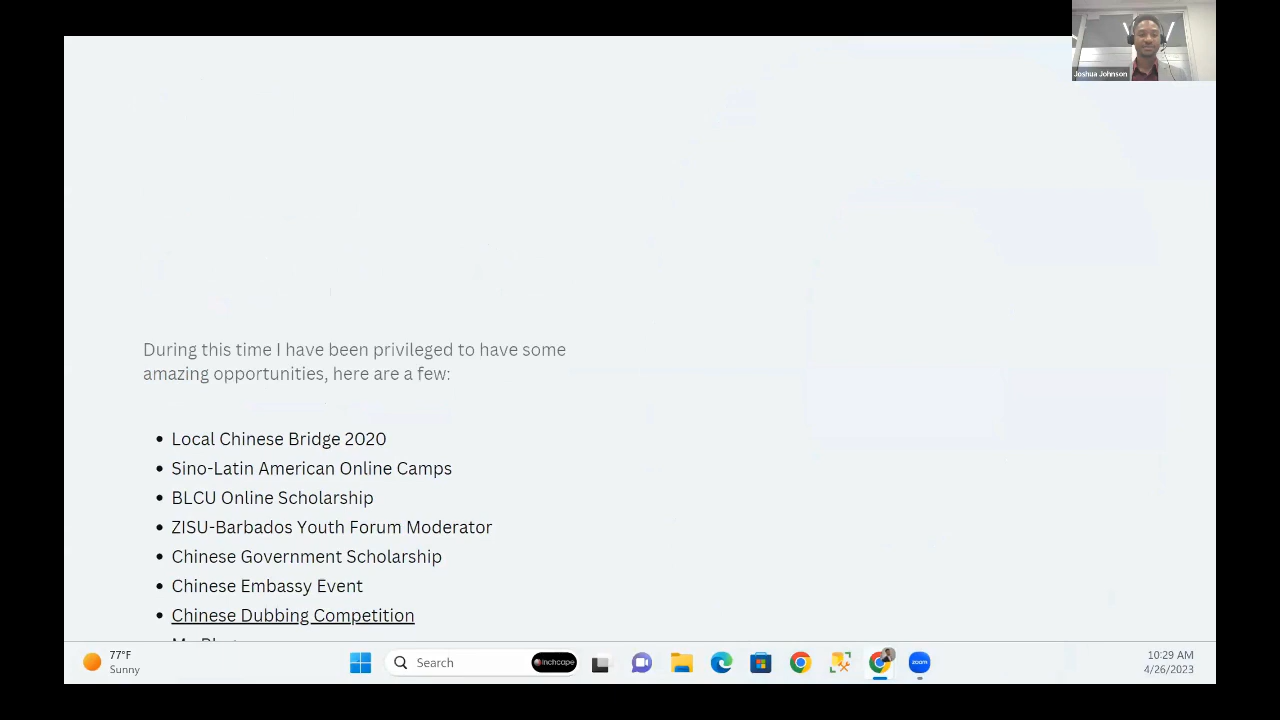 Joshua Johnson
During this time I have been privileged to have some
amazing opportunities, here are a few:
• Local Chinese Bridge 2020
• Sino-Latin American Online Camps
• BLCU Online Scholarship
• ZISU-Barbados Youth Forum Moderator
• Chinese Government Scholarship
• Chinese Embassy Event
• Chinese Dubbing Competition
77°F
Sunny
Search
inchcape
zoom
10:29 AM
4/26/2023